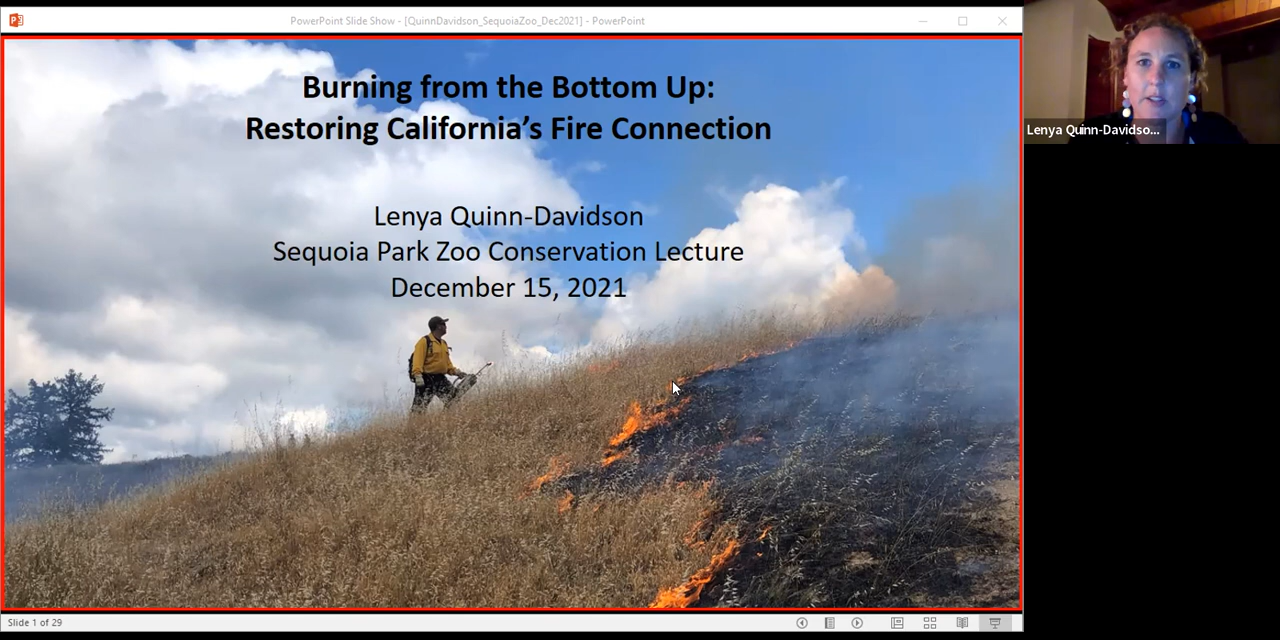 PowerPoint Slide Show - [QuinnDavidson_SequoiaZoo_Dec2021] - PowerPoint
Burning from the Bottom Up:
Restoring California's Fire Connection
Lenya Quinn-Davidson
Sequoia Park Zoo Conservation Lecture
December 15, 2021
Lenya Quinn-Davidso...
Slide 1 of 29